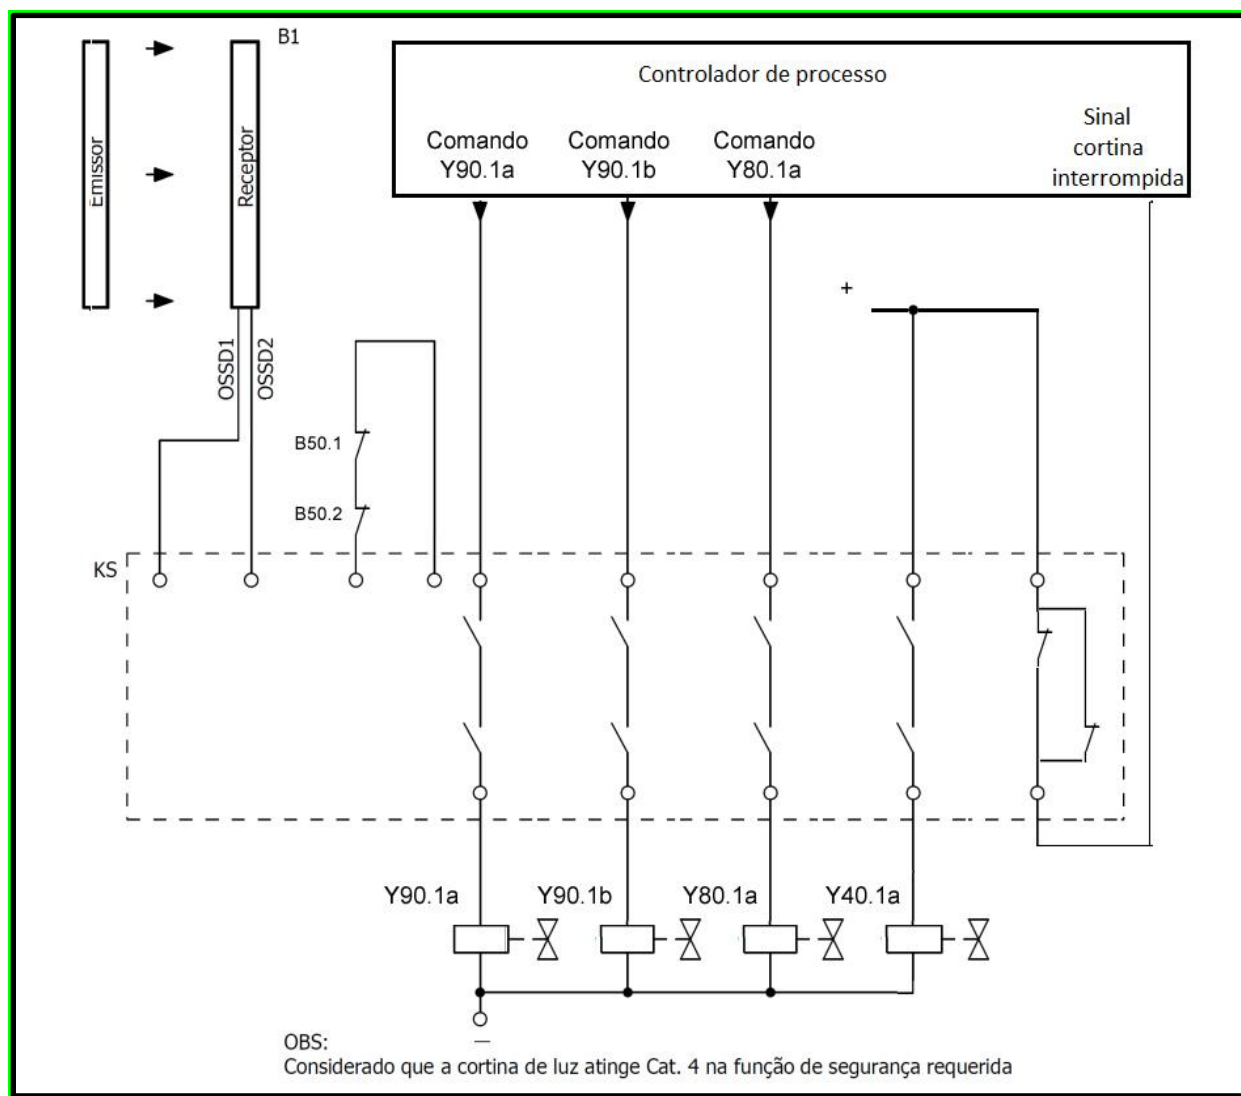 B1
Emissor
Receptor
OSSD1
OSSD2
Controlador de processo
Comando
Y90.1a
Comando
Y90.1b
Comando
Y80.1a
Sinal
cortina
interrompida
+
B50.1
B50.2
KS
Y90.1a
Y90.1b
Y80.1a
Y40.1a
—
OBS:
Considerado que a cortina de luz atinge Cat. 4 na função de segurança requerida